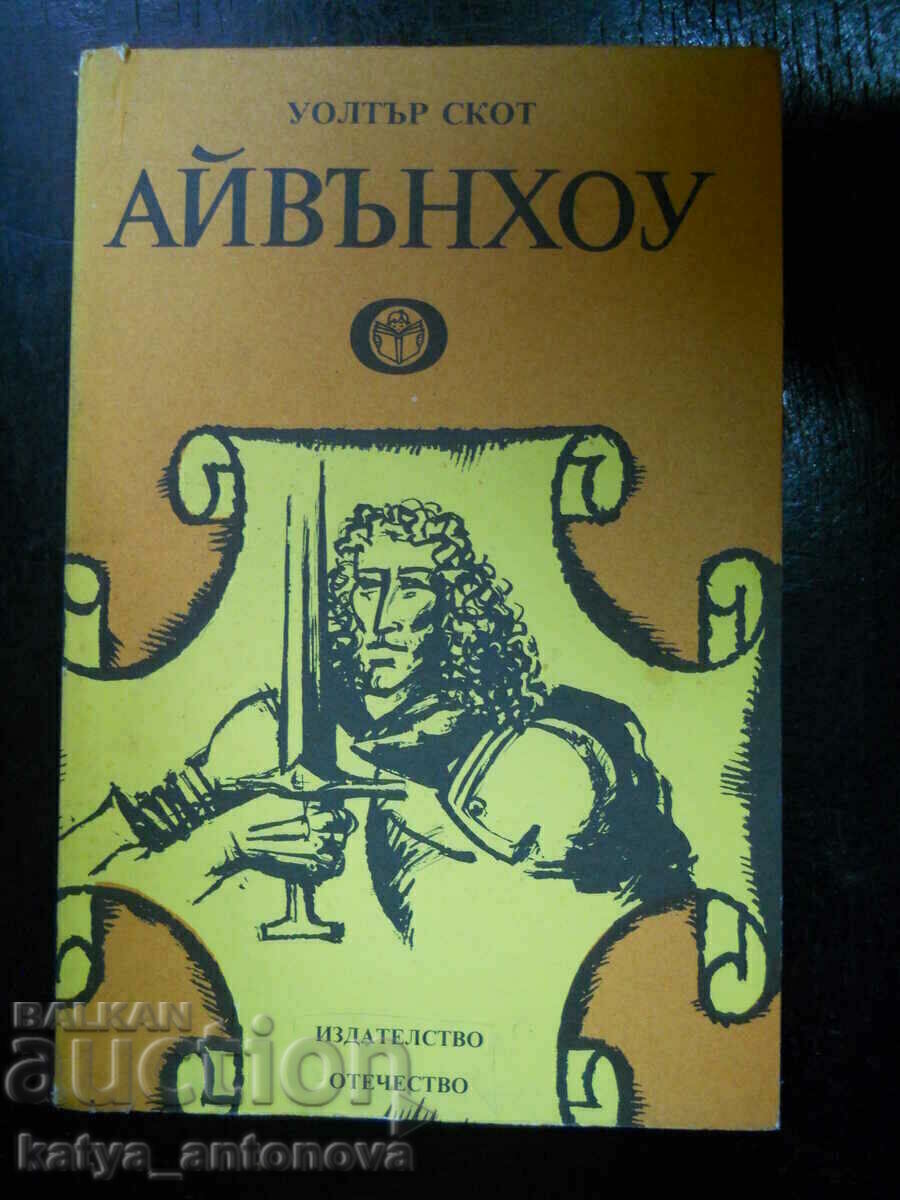 УОЛТЪР СКОТ
АЙВЪНХОУ
ИЗДАТЕЛСТВО
ОТЕЧЕСТВО
BALKAN
auction
katya_antonova